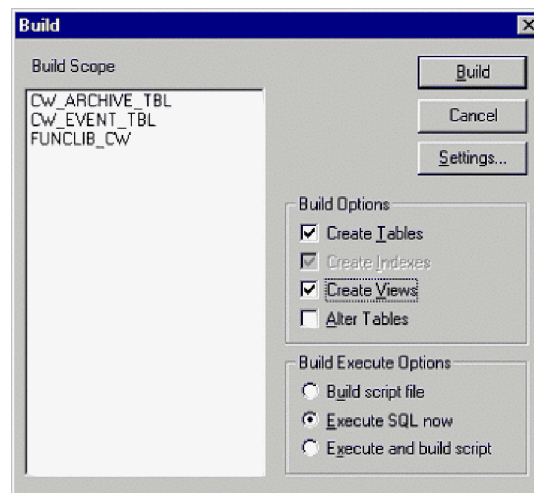 Build
Build Scope
CW_ARCHIVE_TBL
CW_EVENT_TBL
FUNCLIB_CW
Build
Cancel
Settings...
Build Options
Create Tables
Create Indexes
Create Views
Alter Tables
Build Execute Options
Build script file
Execute SQL now
Execute and build script